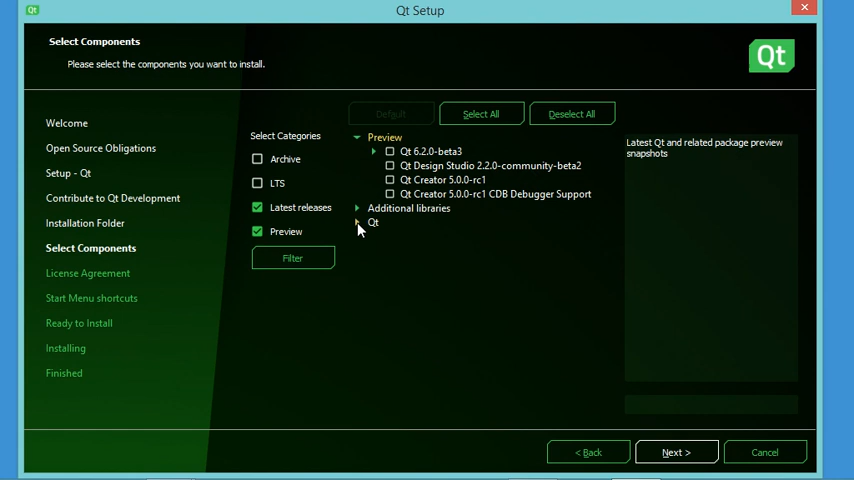 Qt
Qt Setup
Select Components
Please select the components you want to install.
Qt
Welcome
Open Source Obligations
Setup - Qt
Contribute to Qt Development
Installation Folder
Select Components
License Agreement
Start Menu shortcuts
Ready to Install
Installing
Finished
Select Categories
Archive
LTS
Latest releases
Preview
Filter
Default
Select All
Deselect All
Preview
Qt 6.2.0-beta3
Qt Design Studio 2.2.0-community-beta2
Qt Creator 5.0.0-rc1
Qt Creator 5.0.0-rc1 CDB Debugger Support
Additional libraries
Qt
Latest Qt and related package preview
snapshots
< Back
Next >
Cancel